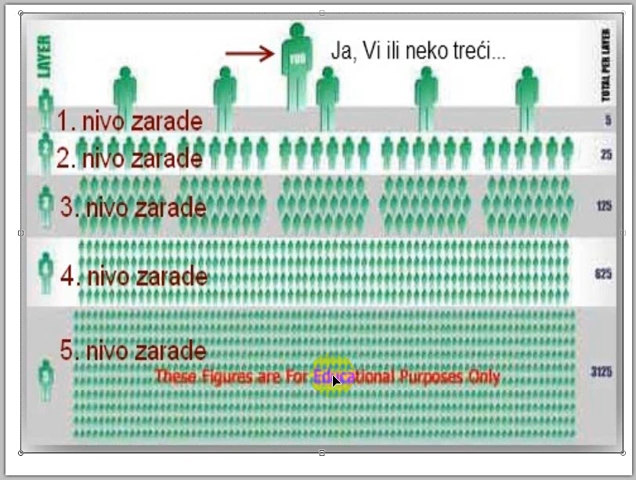 LAYER
TOTAL PER LAYER
YOU
Ja, Vi ili neko treći...
1. nivo zarade
5
2. nivo zarade
25
3. nivo zarade
125
4. nivo zarade
625
5. nivo zarade
3125
These Figures are For Educational Purposes Only